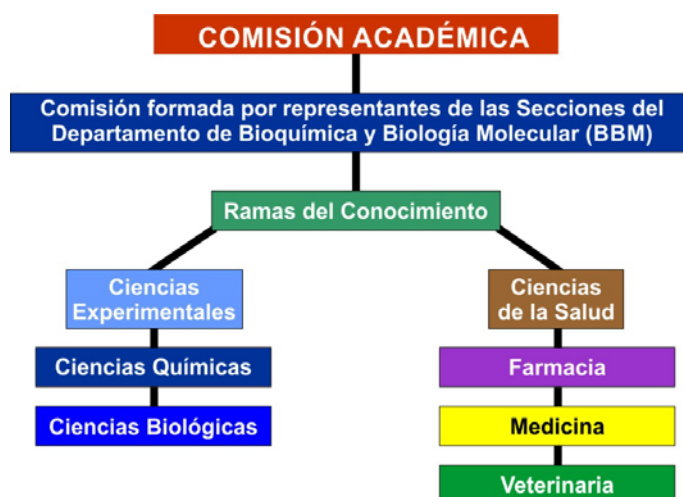 COMISIÓN ACADÉMICA
Comisión formada por representantes de las Secciones del
Departamento de Bioquímica y Biología Molecular (BBM)
Ramas del Conocimiento
Ciencias
Experimentales
Ciencias Químicas
Ciencias Biológicas
Ciencias
de la Salud
Farmacia
Medicina
Veterinaria